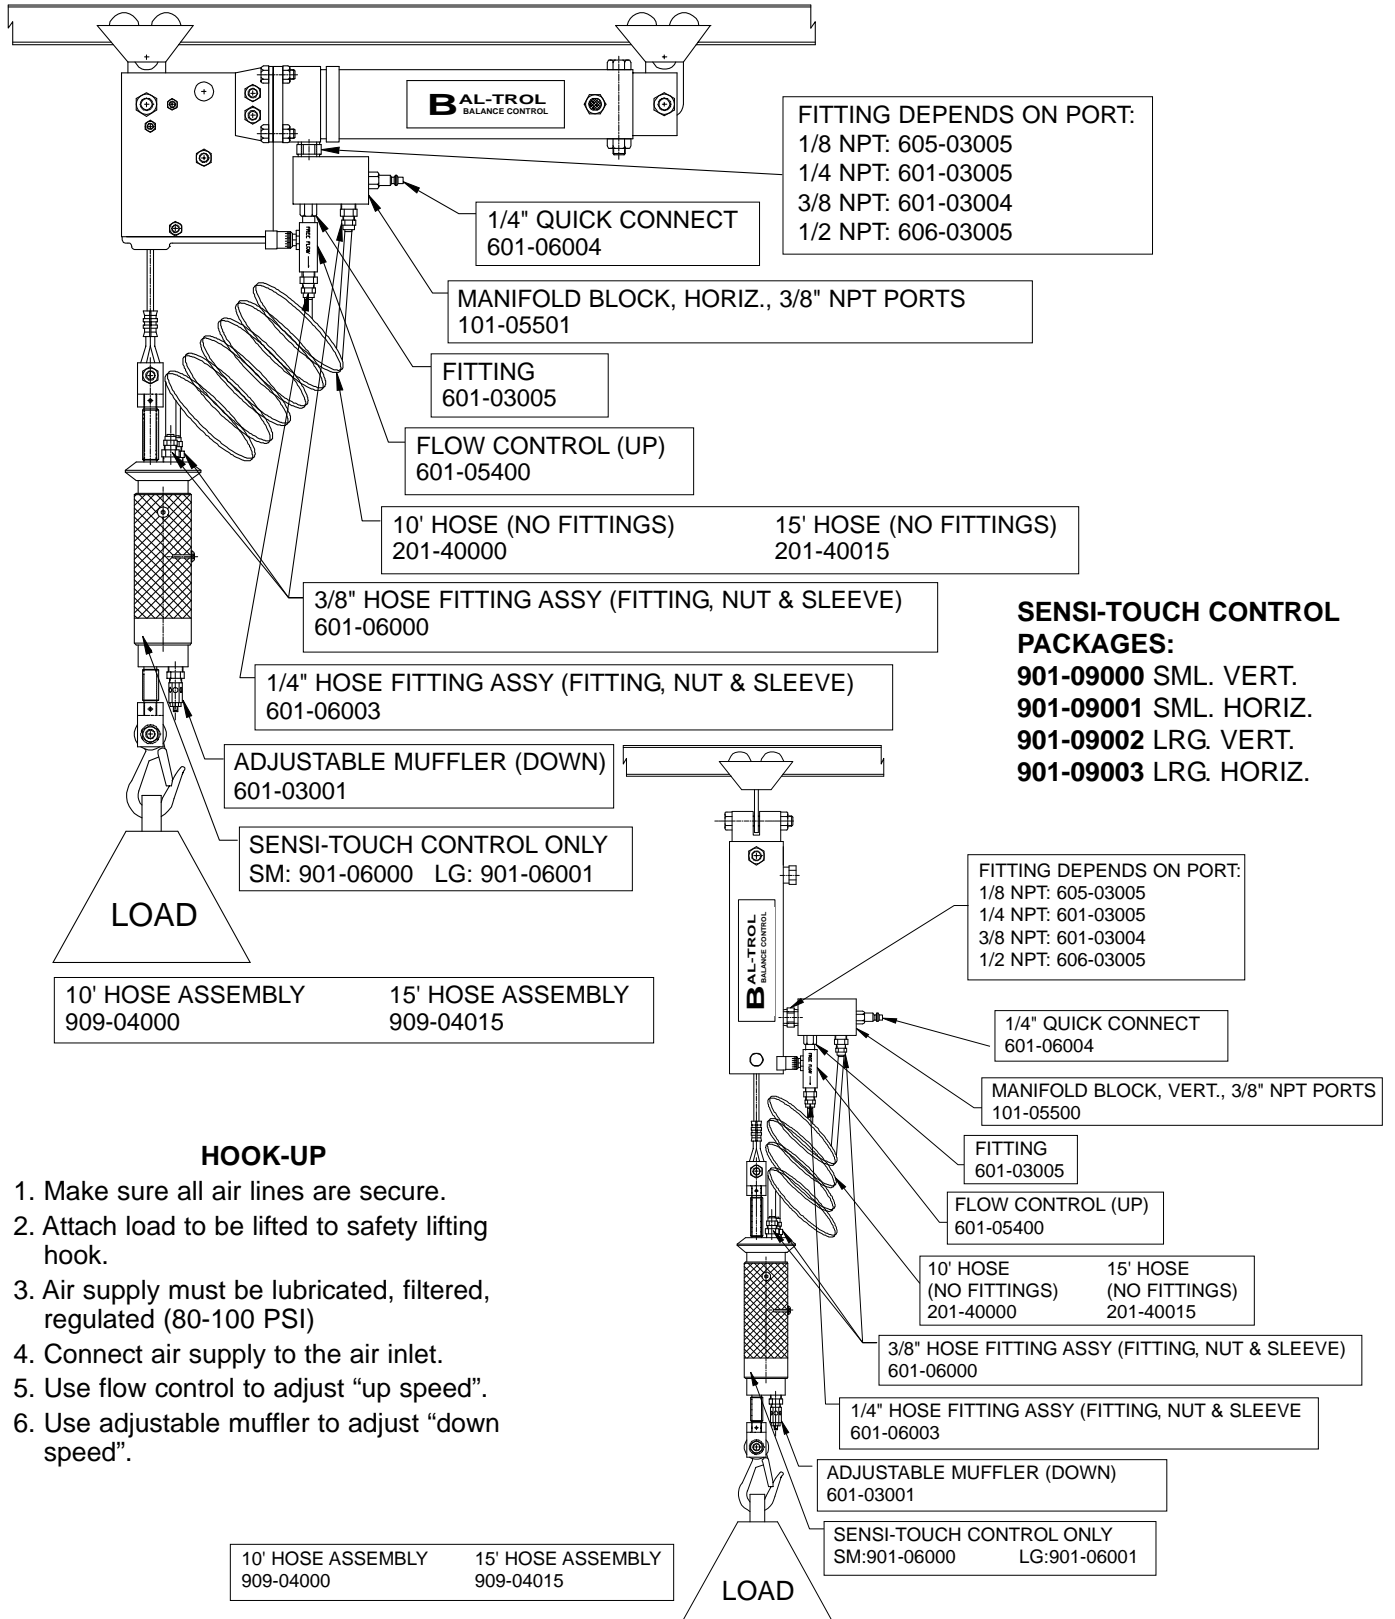 BAL-TROL
BALANCE CONTROL
FITTING DEPENDS ON PORT:
1/8 NPT: 605-03005
1/4 NPT: 601-03005
3/8 NPT: 601-03004
1/2 NPT: 606-03005
1/4" QUICK CONNECT
601-06004
FREE FLOW
MANIFOLD BLOCK, HORIZ., 3/8" NPT PORTS
101-05501
FITTING
601-03005
FLOW CONTROL (UP)
601-05400
10' HOSE (NO FITTINGS) 15' HOSE (NO FITTINGS)
201-40000 201-40015
3/8" HOSE FITTING ASSY (FITTING, NUT & SLEEVE)
601-06000
1/4" HOSE FITTING ASSY (FITTING, NUT & SLEEVE)
601-06003
ADJUSTABLE MUFFLER (DOWN)
601-03001
SENSI-TOUCH CONTROL ONLY
SM: 901-06000 LG: 901-06001
LOAD
10' HOSE ASSEMBLY 15' HOSE ASSEMBLY
909-04000 909-04015
SENSI-TOUCH CONTROL
PACKAGES:
901-09000 SML. VERT.
901-09001 SML. HORIZ.
901-09002 LRG. VERT.
901-09003 LRG. HORIZ.
HOOK-UP
1. Make sure all air lines are secure.
2. Attach load to be lifted to safety lifting
hook.
3. Air supply must be lubricated, filtered,
regulated (80-100 PSI)
4. Connect air supply to the air inlet.
5. Use flow control to adjust “up speed”.
6. Use adjustable muffler to adjust “down
speed”.
BAL-TROL
BALANCE CONTROL
FITTING DEPENDS ON PORT:
1/8 NPT: 605-03005
1/4 NPT: 601-03005
3/8 NPT: 601-03004
1/2 NPT: 606-03005
1/4" QUICK CONNECT
601-06004
FREE FLOW
MANIFOLD BLOCK, VERT., 3/8" NPT PORTS
101-05500
FITTING
601-03005
FLOW CONTROL (UP)
601-05400
10' HOSE 15' HOSE
(NO FITTINGS) (NO FITTINGS)
201-40000 201-40015
3/8" HOSE FITTING ASSY (FITTING, NUT & SLEEVE)
601-06000
1/4" HOSE FITTING ASSY (FITTING, NUT & SLEEVE
601-06003
ADJUSTABLE MUFFLER (DOWN)
601-03001
SENSI-TOUCH CONTROL ONLY
SM:901-06000 LG:901-06001
LOAD
10' HOSE ASSEMBLY 15' HOSE ASSEMBLY
909-04000 909-04015